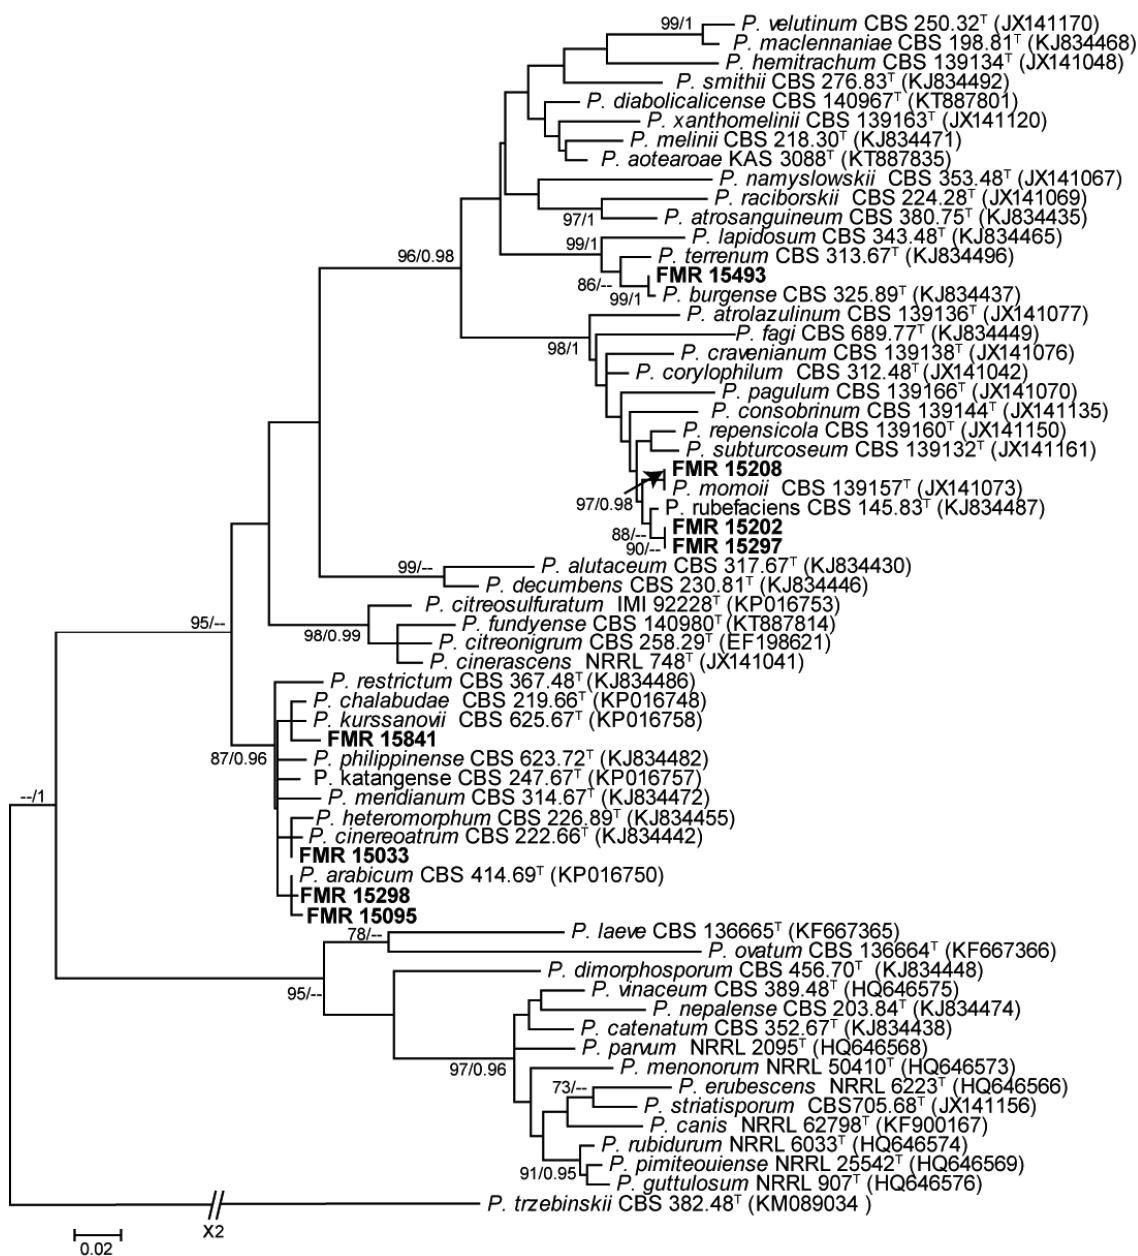 99/1
P. velutinum CBS 250.32ᵀ (JX141170)
P. maclennaniae CBS 198.81ᵀ (KJ834468)
P. hemitrachum CBS 139134ᵀ (JX141048)
P. smithii CBS 276.83ᵀ (KJ834492)
P. diabolicalicense CBS 140967ᵀ (KT887801)
P. xanthomelinii CBS 139163ᵀ (JX141120)
P. melinii CBS 218.30ᵀ (KJ834471)
P. aotearoae KAS 3088ᵀ (KT887835)
P. namyslowskii CBS 353.48ᵀ (JX141067)
P. raciborskii CBS 224.28ᵀ (JX141069)
97/1
P. atrosanguineum CBS 380.75ᵀ (KJ834435)
99/1
P. lapidosum CBS 343.48ᵀ (KJ834465)
96/0.98
P. terrenum CBS 313.67ᵀ (KJ834496)
FMR 15493
86/--
99/1
P. burgense CBS 325.89ᵀ (KJ834437)
P. atrolazulinum CBS 139136ᵀ (JX141077)
P. fagi CBS 689.77ᵀ (KJ834449)
98/1
P. cravenianum CBS 139138ᵀ (JX141076)
P. corylophilum CBS 312.48ᵀ (JX141042)
P. pagulum CBS 139166ᵀ (JX141070)
P. consobrinum CBS 139144ᵀ (JX141135)
P. repensicola CBS 139160ᵀ (JX141150)
P. subturcoseum CBS 139132ᵀ (JX141161)
FMR 15208
P. momoii CBS 139157ᵀ (JX141073)
97/0.98
P. rubefaciens CBS 145.83ᵀ (KJ834487)
FMR 15202
88/--
90/--
FMR 15297
99/--
P. alutaceum CBS 317.67ᵀ (KJ834430)
P. decumbens CBS 230.81ᵀ (KJ834446)
P. citreosulfuratum IMI 92228ᵀ (KP016753)
95/--
P. fundyense CBS 140980ᵀ (KT887814)
98/0.99
P. citreonigrum CBS 258.29ᵀ (EF198621)
P. cinerascens NRRL 748ᵀ (JX141041)
P. restrictum CBS 367.48ᵀ (KJ834486)
P. chalabudae CBS 219.66ᵀ (KP016748)
P. kurssanovii CBS 625.67ᵀ (KP016758)
FMR 15841
87/0.96
P. philippinense CBS 623.72ᵀ (KJ834482)
P. katangense CBS 247.67ᵀ (KP016757)
--/1
P. meridianum CBS 314.67ᵀ (KJ834472)
P. heteromorphum CBS 226.89ᵀ (KJ834455)
P. cinereoatrum CBS 222.66ᵀ (KJ834442)
FMR 15033
P. arabicum CBS 414.69ᵀ (KP016750)
FMR 15298
FMR 15095
78/--
P. laeve CBS 136665ᵀ (KF667365)
P. ovatum CBS 136664ᵀ (KF667366)
P. dimorphosporum CBS 456.70ᵀ (KJ834448)
95/--
P. vinaceum CBS 389.48ᵀ (HQ646575)
P. nepalense CBS 203.84ᵀ (KJ834474)
P. catenatum CBS 352.67ᵀ (KJ834438)
P. parvum NRRL 2095ᵀ (HQ646568)
97/0.96
P. menonorum NRRL 50410ᵀ (HQ646573)
73/--
P. erubescens NRRL 6223ᵀ (HQ646566)
P. striatisporum CBS705.68ᵀ (JX141156)
P. canis NRRL 62798ᵀ (KF900167)
P. rubidurum NRRL 6033ᵀ (HQ646574)
P. pimiteouiense NRRL 25542ᵀ (HQ646569)
91/0.95
P. guttulosum NRRL 907ᵀ (HQ646576)
P. trzebinskii CBS 382.48ᵀ (KM089034 )
X2
0.02